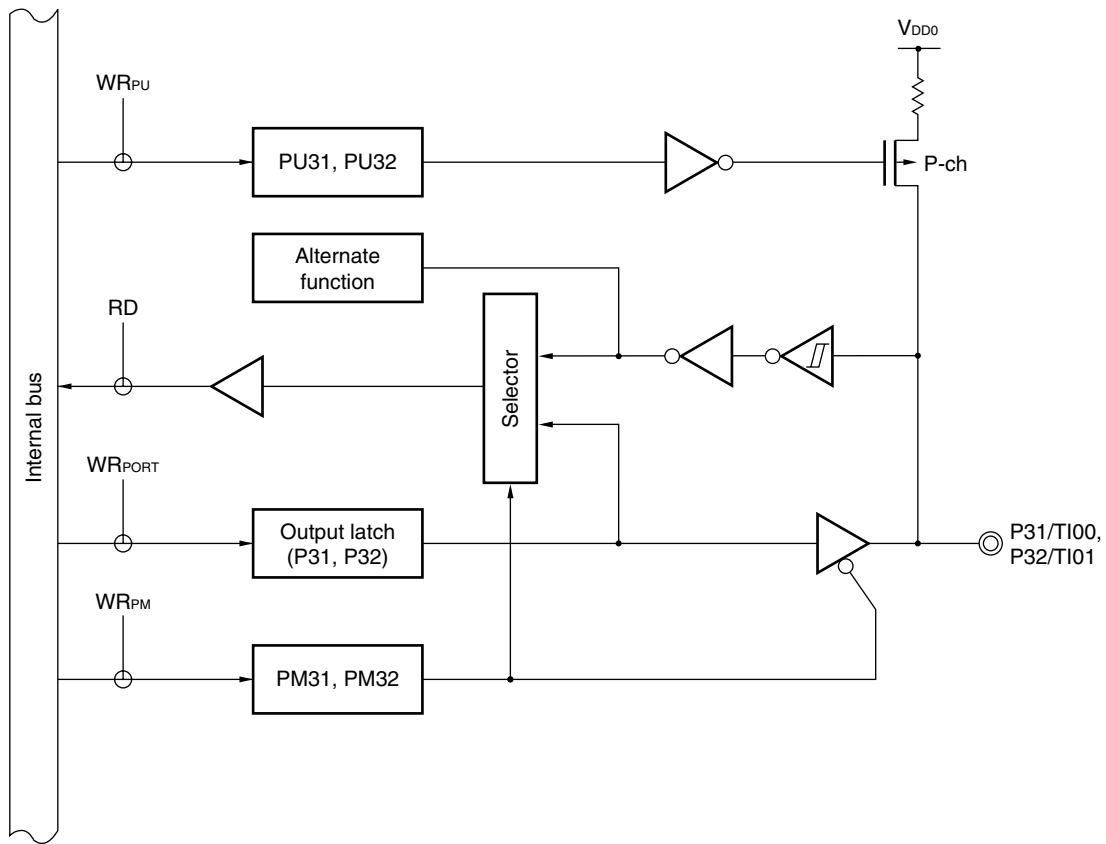 VDD0
WRPU
PU31, PU32
P-ch
Alternate
function
RD
Selector
Internal bus
WRPORT
Output latch
(P31, P32)
P31/TI00,
P32/TI01
WRPM
PM31, PM32